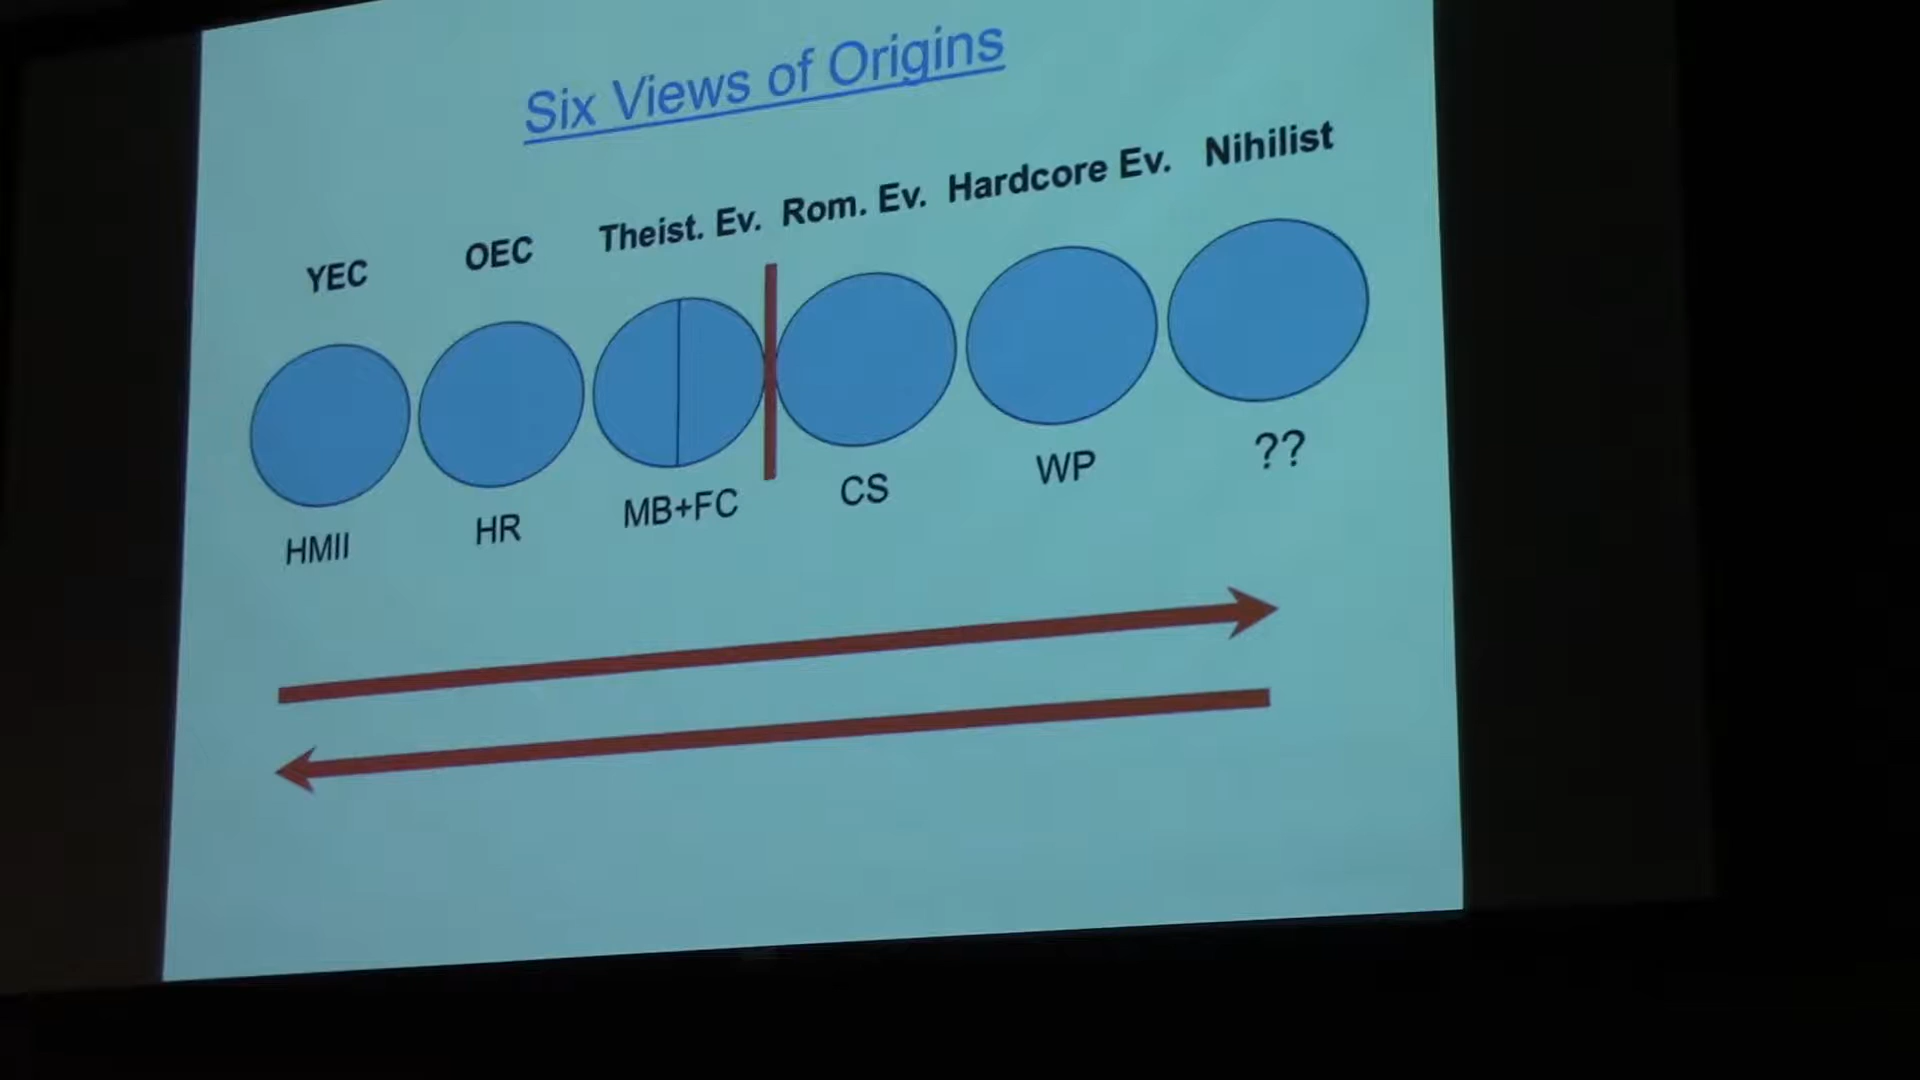 Six Views of Origins
YEC OEC Theist. Ev. Rom. Ev. Hardcore Ev. Nihilist
HMII HR MB+FC CS WP ??